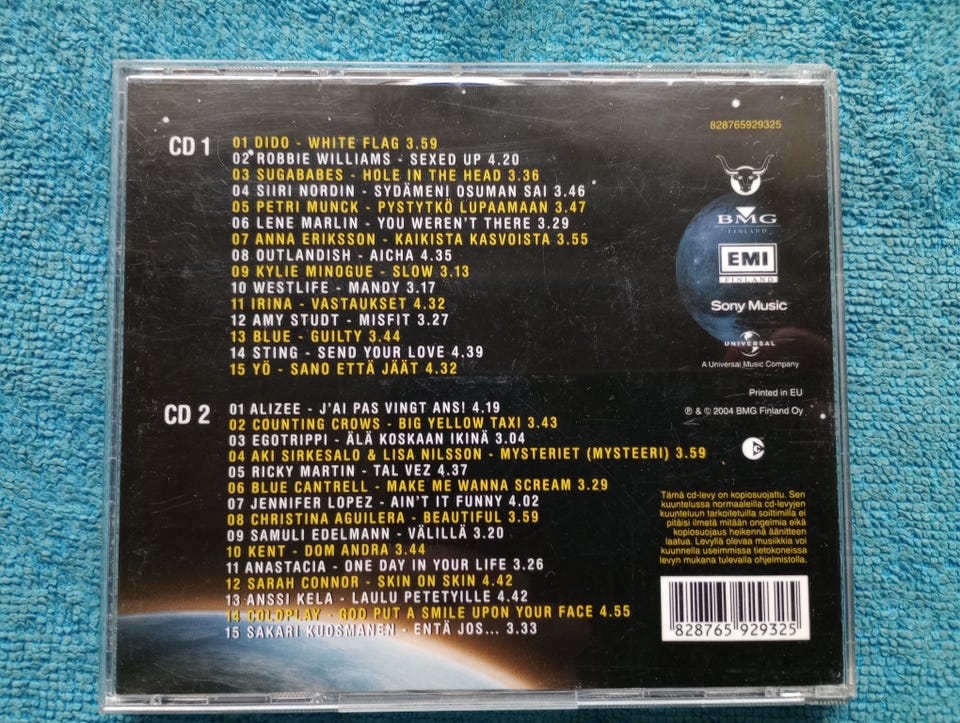 CD 1
01 DIDO - WHITE FLAG 3.59
02 ROBBIE WILLIAMS - SEXED UP 4.20
03 SUGABABES - HOLE IN THE HEAD 3.36
04 SIIRI NORDIN - SYDÄMENI OSUMAN SAI 3.46
05 PETRI MUNCK - PYSTYTKÖ LUPAAMAAN 3.47
06 LENE MARLIN - YOU WEREN'T THERE 3.29
07 ANNA ERIKSSON - KAIKISTA KASVOISTA 3.55
08 OUTLANDISH - AICHA 4.35
09 KYLIE MINOGUE - SLOW 3.13
10 WESTLIFE - MANDY 3.17
11 IRINA - VASTAUKSET 4.32
12 AMY STUDT - MISFIT 3.27
13 BLUE - GUILTY 3.44
14 STING - SEND YOUR LOVE 4.39
15 YÖ - SANO ETTÄ JÄÄT 4.32
CD 2
01 ALIZEE - J'AI PAS VINGT ANS! 4.19
02 COUNTING CROWS - BIG YELLOW TAXI 3.43
03 EGOTRIPPI - ÄLÄ KOSKAAN IKINÄ 3.04
04 AKI SIRKESALO & LISA NILSSON - MYSTERIET (MYSTEERI) 3.59
05 RICKY MARTIN - TAL VEZ 4.37
06 BLUE CANTRELL - MAKE ME WANNA SCREAM 3.29
07 JENNIFER LOPEZ - AIN'T IT FUNNY 4.02
08 CHRISTINA AGUILERA - BEAUTIFUL 3.59
09 SAMULI EDELMANN - VÄLILLÄ 3.20
10 KENT - DOM ANDRA 3.44
11 ANASTACIA - ONE DAY IN YOUR LIFE 3.26
12 SARAH CONNOR - SKIN ON SKIN 4.42
13 ANSSI KELA - LAULU PETETYILLE 4.42
14 COLDPLAY - GOD PUT A SMILE UPON YOUR FACE 4.55
15 SAKARI KUOSMANEN - ENTÄ JOS... 3.33
828765929325
BMG
FINLAND
EMI
FINLAND
Sony Music
UNIVERSAL
A Universal Music Company
Printed in EU
℗ & © 2004 BMG Finland Oy
Tämä cd-levy on kopiosuojattu. Sen
kuuntelussa normaaleilla cd-levyjen
kuunteluun tarkoitetuilla soittimilla ei
pitäisi ilmetä mitään ongelmia eikä
kopiosuojaus heikennä äänitteen
laatua. Levyllä olevaa musiikkia voi
kuunnella useimmissa tietokoneissa
levyn mukana tulevalla ohjelmistolla.
828765 929325